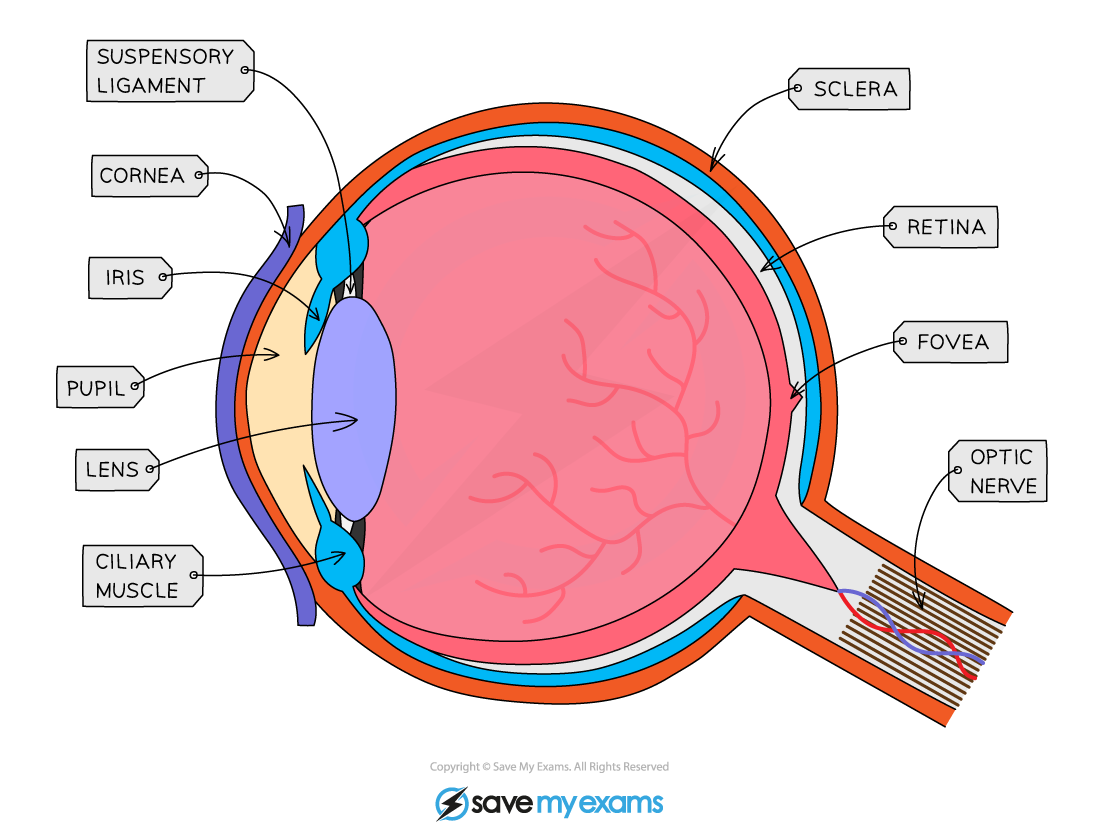 SUSPENSORY
LIGAMENT
CORNEA
IRIS
PUPIL
LENS
CILIARY
MUSCLE
SCLERA
RETINA
FOVEA
OPTIC
NERVE
Copyright © Save My Exams. All Rights Reserved
save my exams